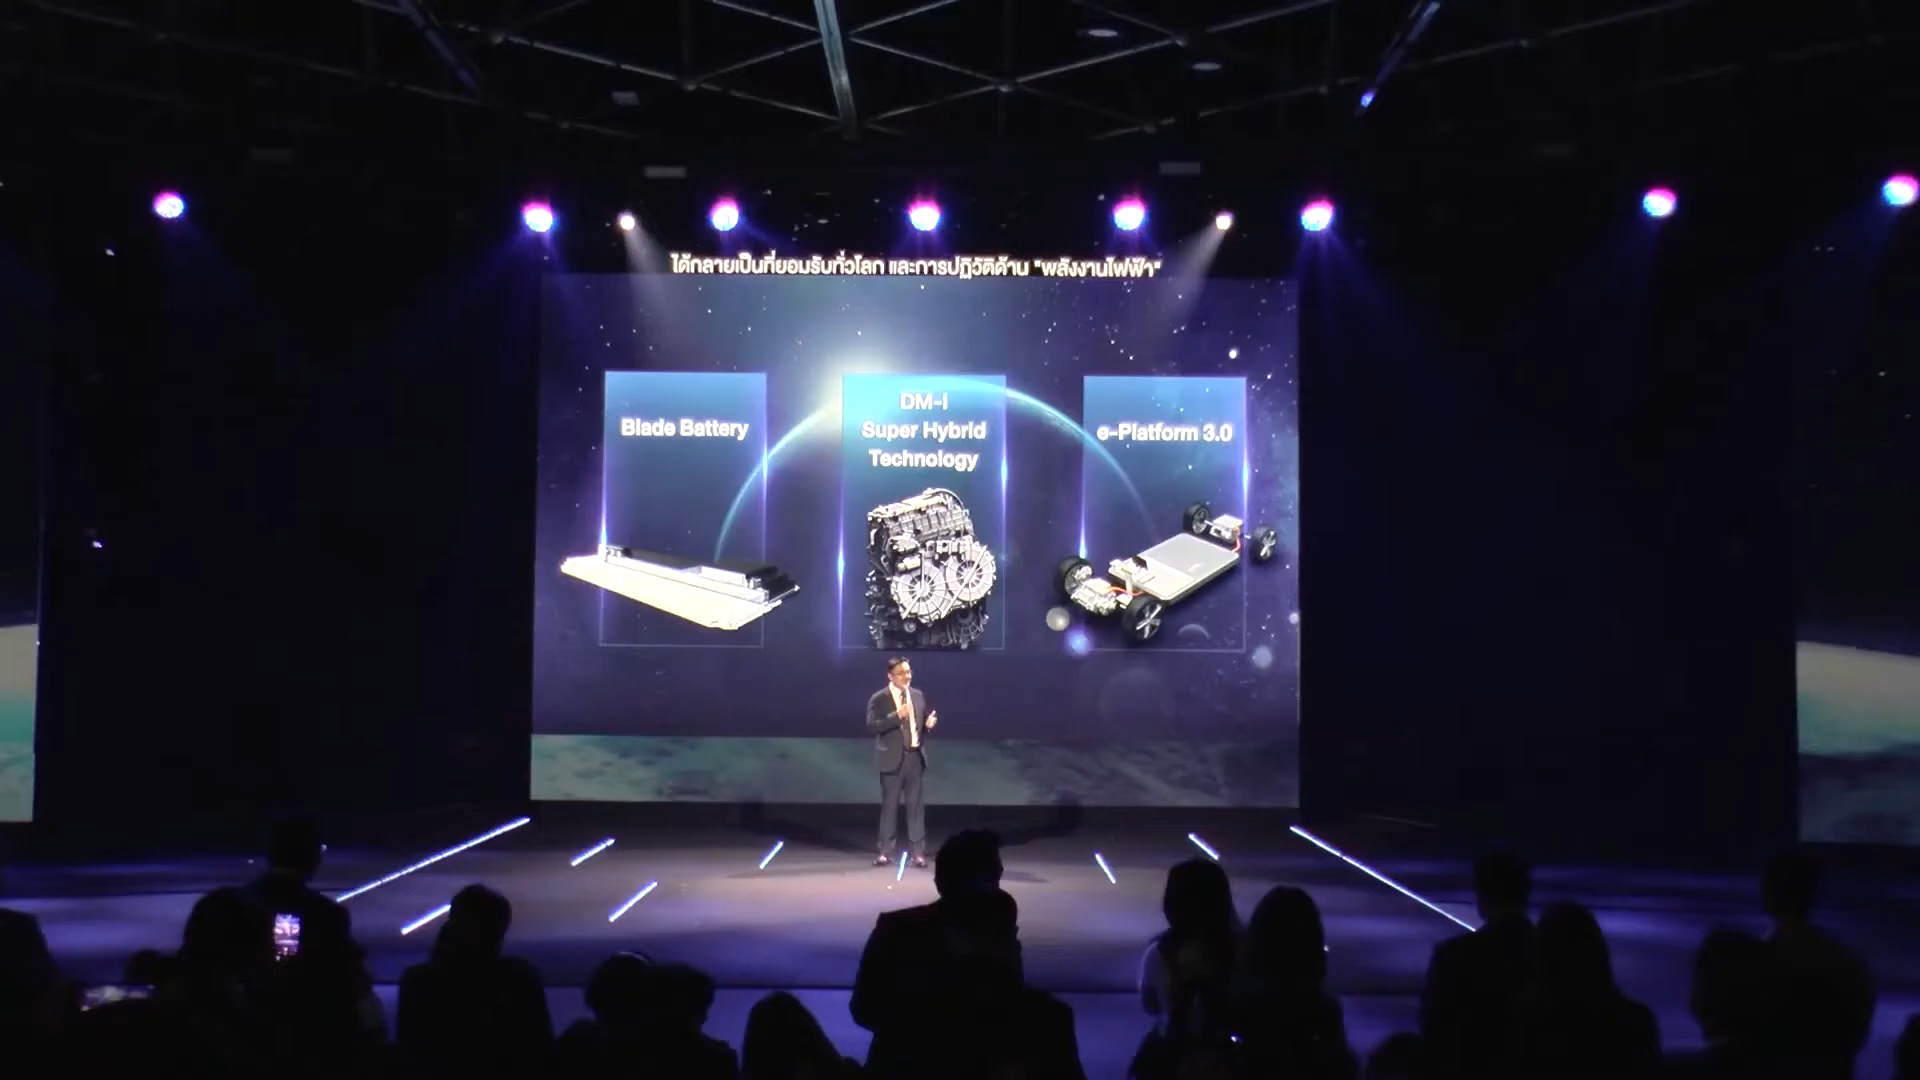 ได้กลายเป็นที่ยอมรับทั่วโลก และการปฏิวัติด้าน "พลังงานไฟฟ้า"
Blade Battery
DM-i
Super Hybrid
Technology
e-Platform 3.0